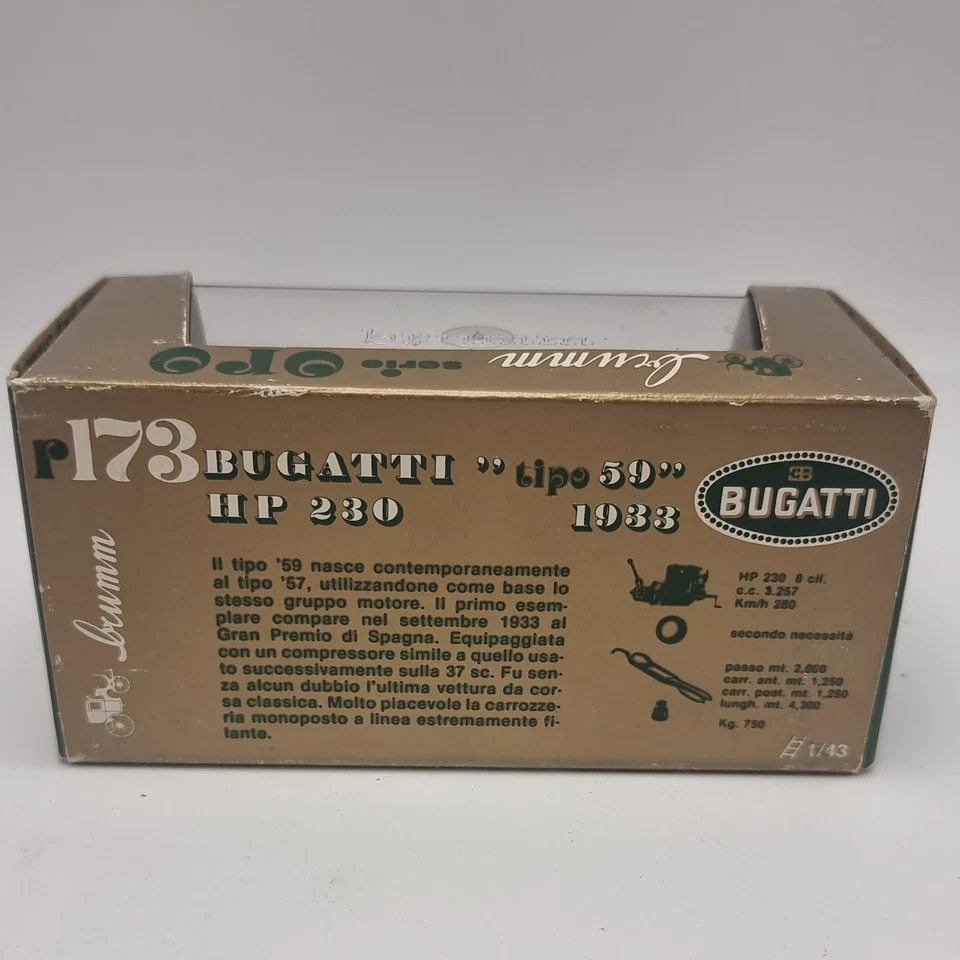 brumm
serie oro
r173 BUGATTI "tipo 59"
HP 230 1933
BUGATTI
brumm
Il tipo '59 nasce contemporaneamente
al tipo '57, utilizzandone come base lo
stesso gruppo motore. Il primo esem-
plare compare nel settembre 1933 al
Gran Premio di Spagna. Equipaggiata
con un compressore simile a quello usa-
to successivamente sulla 37 sc. Fu sen-
za alcun dubbio l'ultima vettura da cor-
sa classica. Molto piacevole la carrozze-
ria monoposto a linea estremamente fi-
lante.
HP 230 8 cil.
c.c. 3.257
Km/h 280
secondo necessità
passo mt. 2,600
carr. ant. mt. 1,250
carr. post. mt. 1,250
lungh. mt. 4,300
Kg. 750
1/43